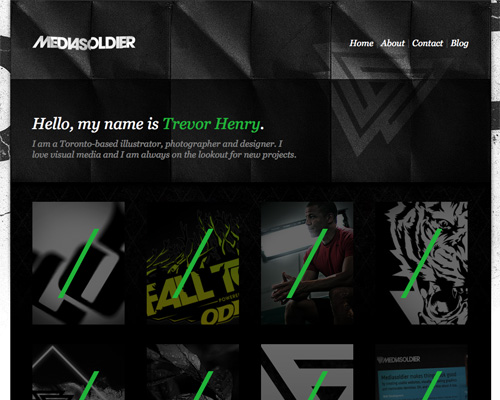 MEDIASOLDIER
Home About Contact Blog
Hello, my name is Trevor Henry.
I am a Toronto-based illustrator, photographer and designer. I
love visual media and I am always on the lookout for new projects.
FALL T
POWERED
ODI
MEDIASOLDIER